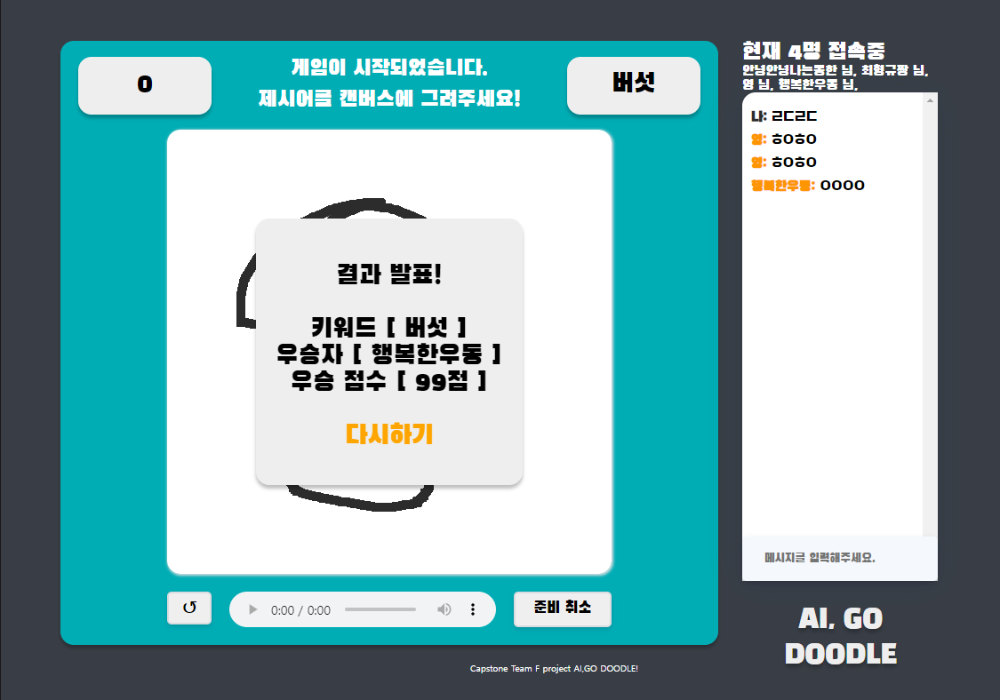 0
게임이 시작되었습니다.
제시어를 캔버스에 그려주세요!
버섯
결과 발표!
키워드 [ 버섯 ]
우승자 [ 행복한우동 ]
우승 점수 [ 99점 ]
다시하기
↺
0:00 / 0:00
준비 취소
Capstone Team F project AI,GO DOODLE!
현재 4명 접속중
안녕안녕나는동한 님, 최형규짱 님,
영 님, 행복한우동 님,
나: ㄹㄷㄹㄷ
영: ㅎㅇㅎㅇ
영: ㅎㅇㅎㅇ
행복한우동: ㅇㅇㅇㅇ
메시지를 입력해주세요.
AI, GO
DOODLE